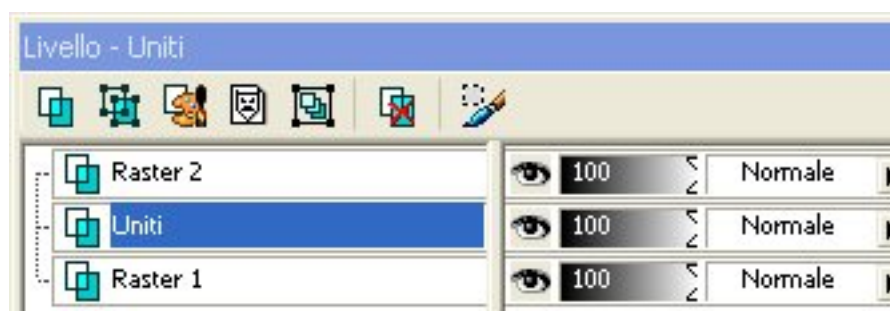 Livello - Uniti
Raster 2 100 Normale
Uniti 100 Normale
Raster 1 100 Normale